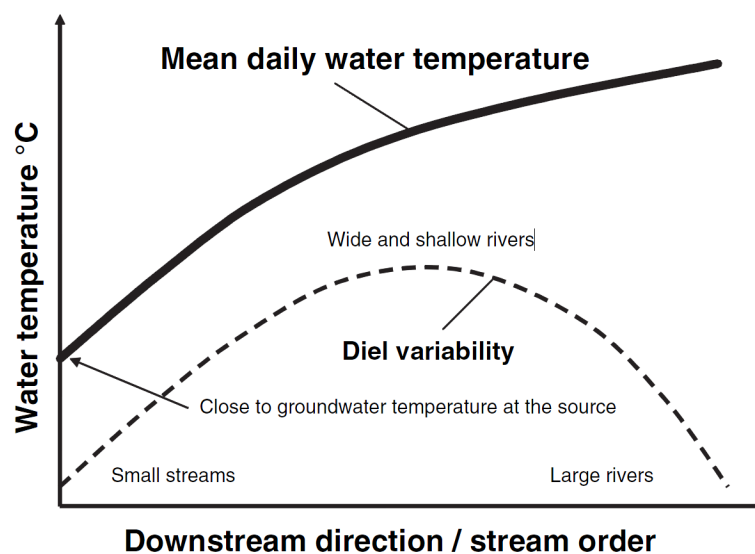 Mean daily water temperature
Water temperature °C
Wide and shallow rivers
Diel variability
Close to groundwater temperature at the source
Small streams
Large rivers
Downstream direction / stream order